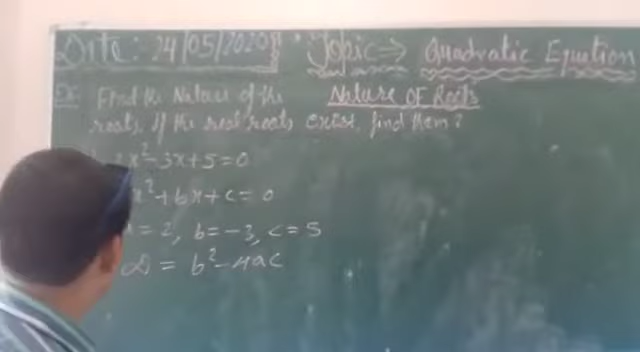 Date: 24/05/2020 Topic → Quadratic Equation
Nature OF Roots
Ex: Find the Nature of the
roots, if the real roots exist, find them?
x²-3x+5=0
x²+bx+c=0
=2, b=-3, c=5
D = b²-4ac